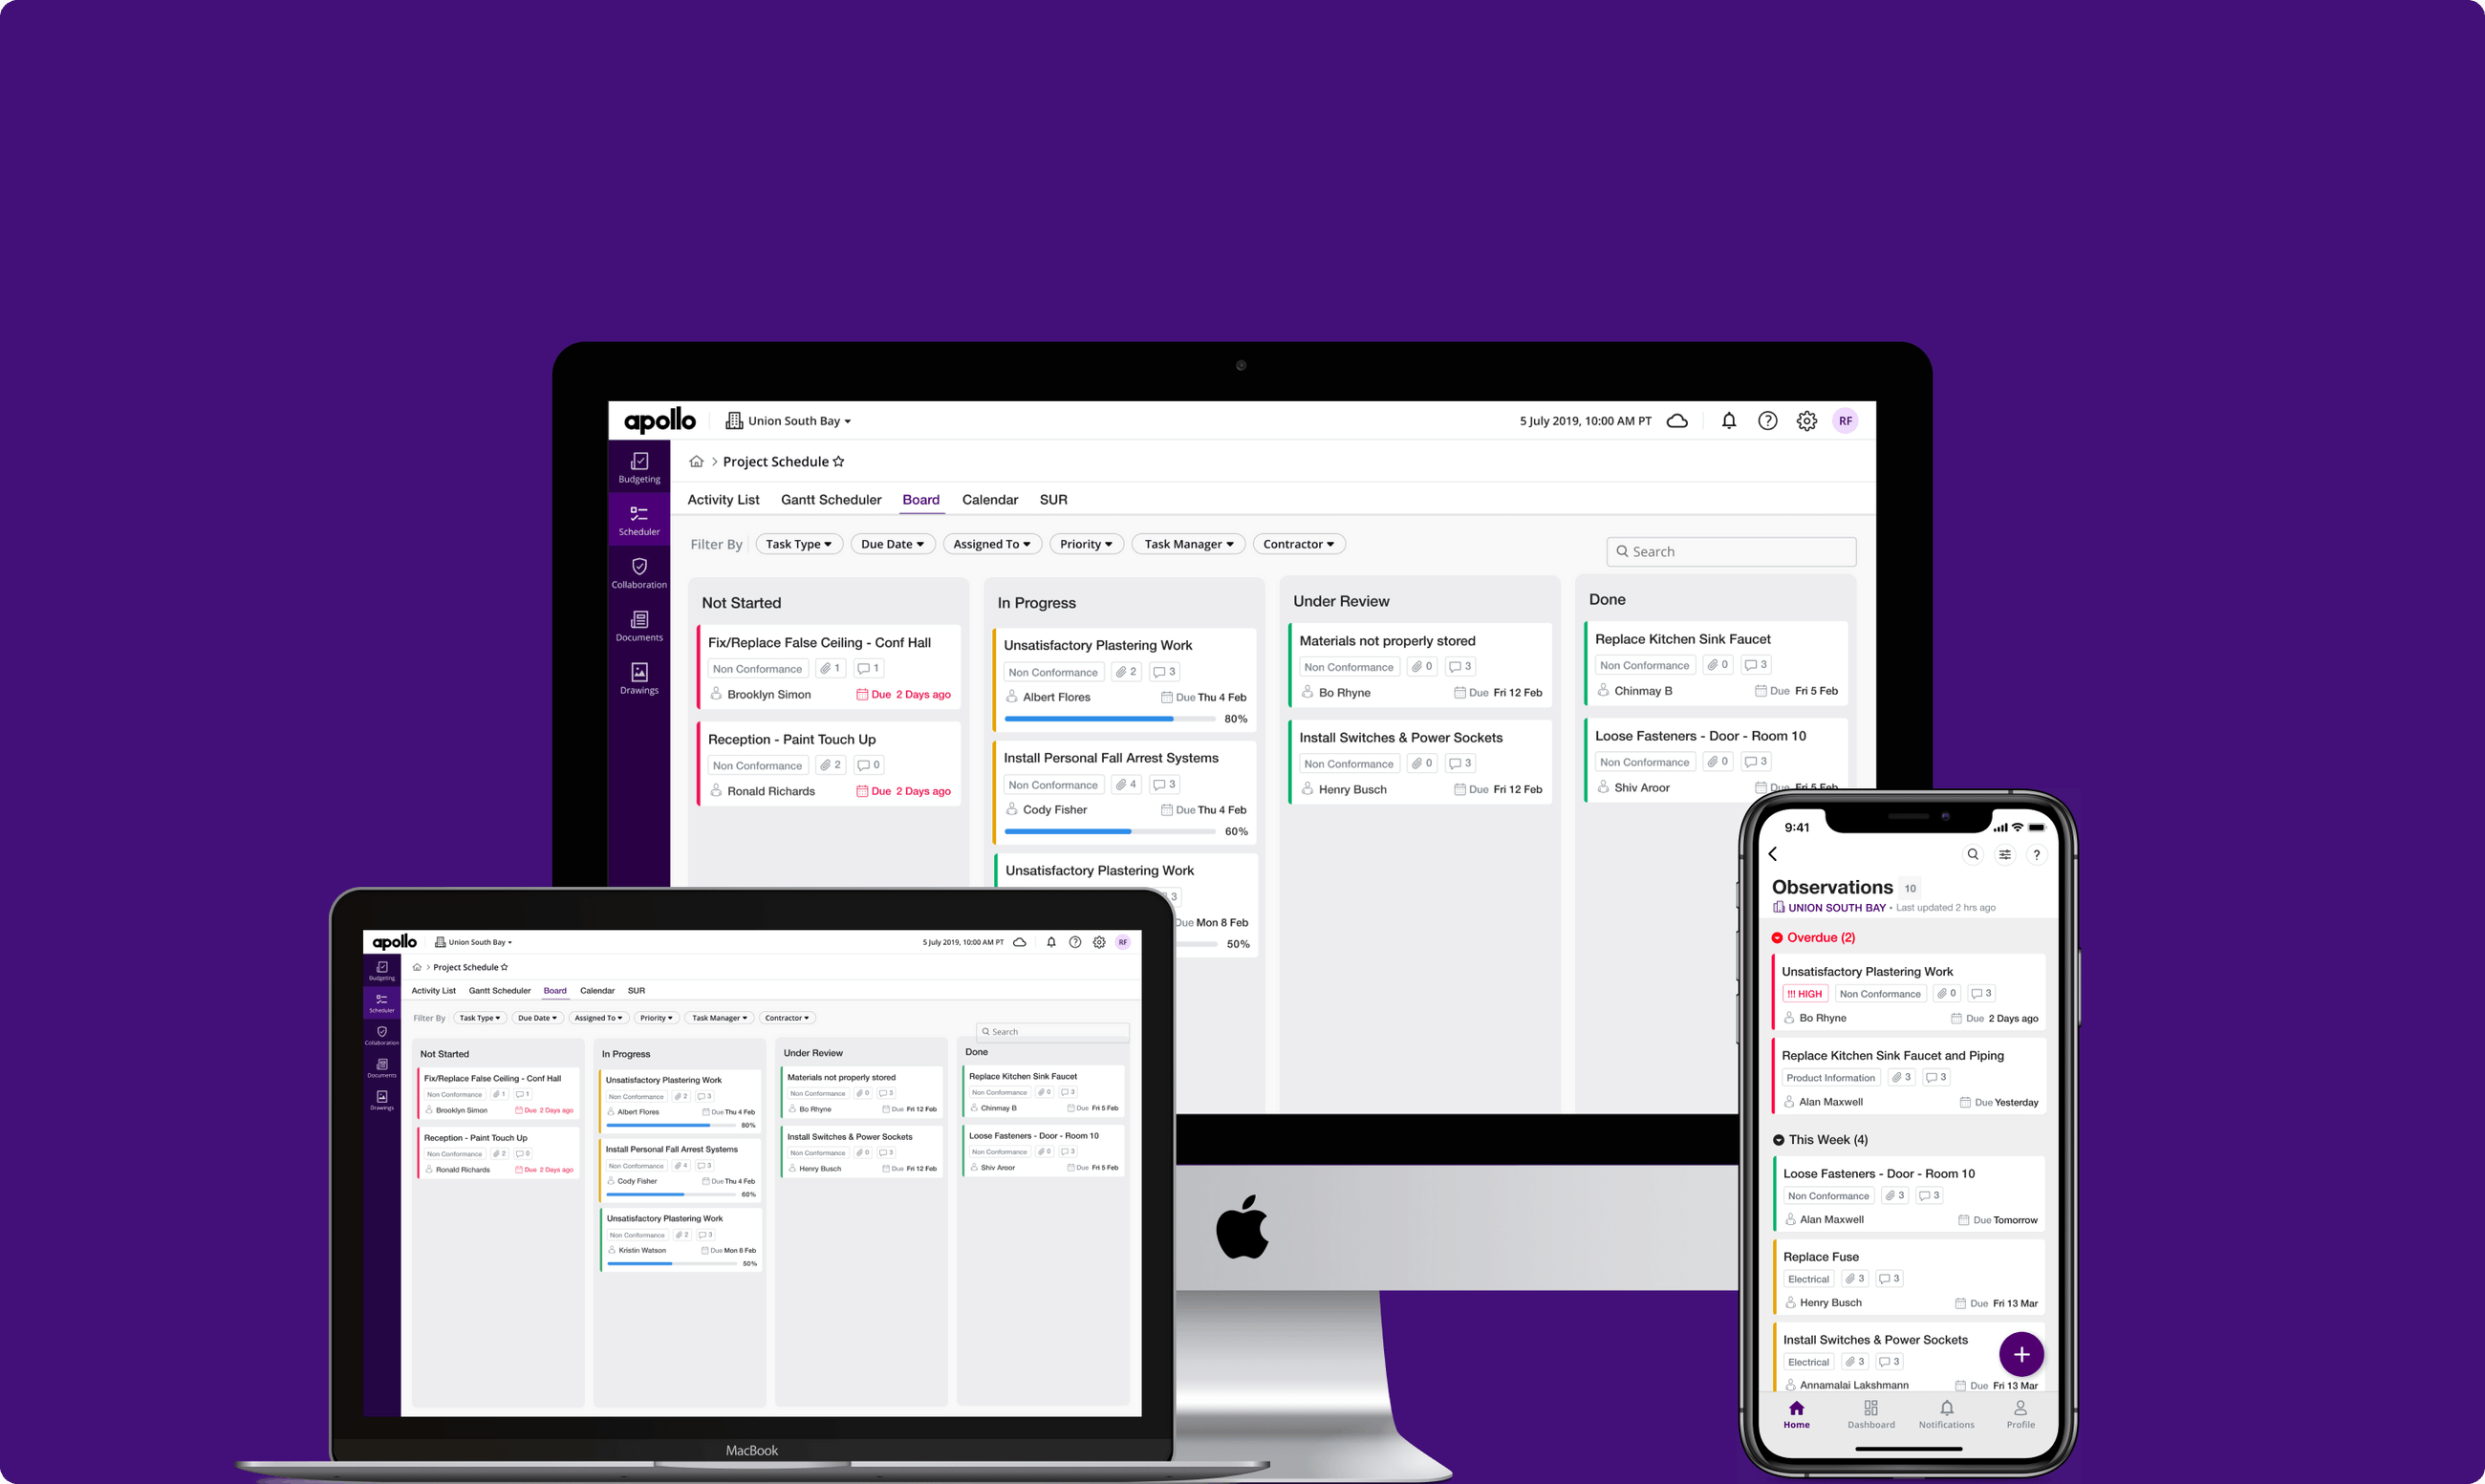 apollo
Union South Bay
5 July 2019, 10:00 AM PT
RF
Budgeting
Scheduler
Collaboration
Documents
Drawings
Project Schedule
Activity List Gantt Scheduler Board Calendar SUR
Filter By Task Type Due Date Assigned To Priority Task Manager Contractor
Search
Not Started
Fix/Replace False Ceiling - Conf Hall
Non Conformance 1 1
Brooklyn Simon Due 2 Days ago
Reception - Paint Touch Up
Non Conformance 2 0
Ronald Richards Due 2 Days ago
In Progress
Unsatisfactory Plastering Work
Non Conformance 2 3
Albert Flores Due Thu 4 Feb
80%
Install Personal Fall Arrest Systems
Non Conformance 4 3
Cody Fisher Due Thu 4 Feb
60%
Unsatisfactory Plastering Work
3
Due Mon 8 Feb
50%
Under Review
Materials not properly stored
Non Conformance 0 3
Bo Rhyne Due Fri 12 Feb
Install Switches & Power Sockets
Non Conformance 0 3
Henry Busch Due Fri 12 Feb
Done
Replace Kitchen Sink Faucet
Non Conformance 0 3
Chinmay B Due Fri 5 Feb
Loose Fasteners - Door - Room 10
Non Conformance 0 3
Shiv Aroor Due Fri 5 Feb
apollo
Union South Bay
5 July 2019, 10:00 AM PT
RF
Budgeting
Scheduler
Collaboration
Documents
Drawings
Project Schedule
Activity List Gantt Scheduler Board Calendar SUR
Filter By Task Type Due Date Assigned To Priority Task Manager Contractor
Search
Not Started
Fix/Replace False Ceiling - Conf Hall
Non Conformance 1 1
Brooklyn Simon Due 2 Days ago
Reception - Paint Touch Up
Non Conformance 2 0
Ronald Richards Due 2 Days ago
In Progress
Unsatisfactory Plastering Work
Non Conformance 2 3
Albert Flores Due Thu 4 Feb
80%
Install Personal Fall Arrest Systems
Non Conformance 4 3
Cody Fisher Due Thu 4 Feb
60%
Unsatisfactory Plastering Work
Non Conformance 2 3
Kristin Watson Due Mon 8 Feb
50%
Under Review
Materials not properly stored
Non Conformance 0 3
Bo Rhyne Due Fri 12 Feb
Install Switches & Power Sockets
Non Conformance 0 3
Henry Busch Due Fri 12 Feb
Done
Replace Kitchen Sink Faucet
Non Conformance 0 3
Chinmay B Due Fri 5 Feb
Loose Fasteners - Door - Room 10
Non Conformance 0 3
Shiv Aroor Due Fri 5 Feb
MacBook
9:41
?
Observations 10
UNION SOUTH BAY • Last updated 2 hrs ago
Overdue (2)
Unsatisfactory Plastering Work
!!! HIGH Non Conformance 0 3
Bo Rhyne Due 2 Days ago
Replace Kitchen Sink Faucet and Piping
Product Information 3 3
Alan Maxwell Due Yesterday
This Week (4)
Loose Fasteners - Door - Room 10
Non Conformance 3 3
Alan Maxwell Due Tomorrow
Replace Fuse
Electrical 3 3
Henry Busch Due Fri 13 Mar
Install Switches & Power Sockets
Electrical 3 3
Annamalai Lakshmann Due Fri 13 Mar
Home Dashboard Notifications Profile